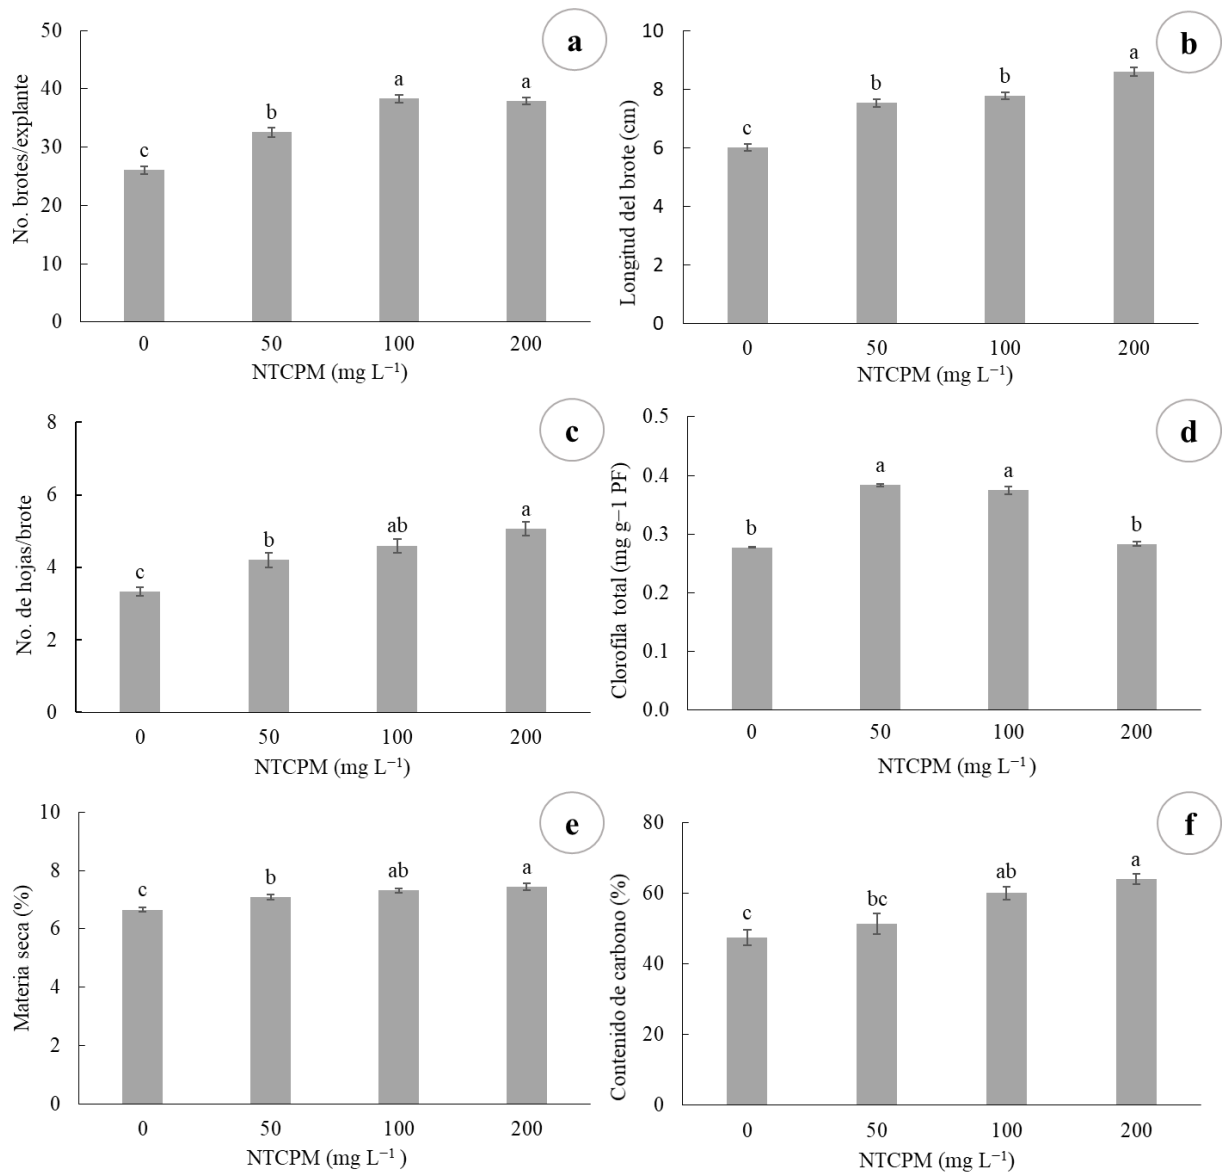 a
No. brotes/explante
50
40
30
20
10
0
c
b
a
a
0 50 100 200
NTCPM (mg L⁻¹)
b
Longitud del brote (cm)
10
8
6
4
2
0
c
b
b
a
0 50 100 200
NTCPM (mg L⁻¹)
c
No. de hojas/brote
8
6
4
2
0
c
b
ab
a
0 50 100 200
NTCPM (mg L⁻¹)
d
Clorofila total (mg g–1 PF)
0.5
0.4
0.3
0.2
0.1
0.0
b
a
a
b
0 50 100 200
NTCPM (mg L⁻¹)
e
Materia seca (%)
10
8
6
4
2
0
c
b
ab
a
0 50 100 200
NTCPM (mg L⁻¹)
f
Contenido de carbono (%)
80
60
40
20
0
c
bc
ab
a
0 50 100 200
NTCPM (mg L⁻¹)